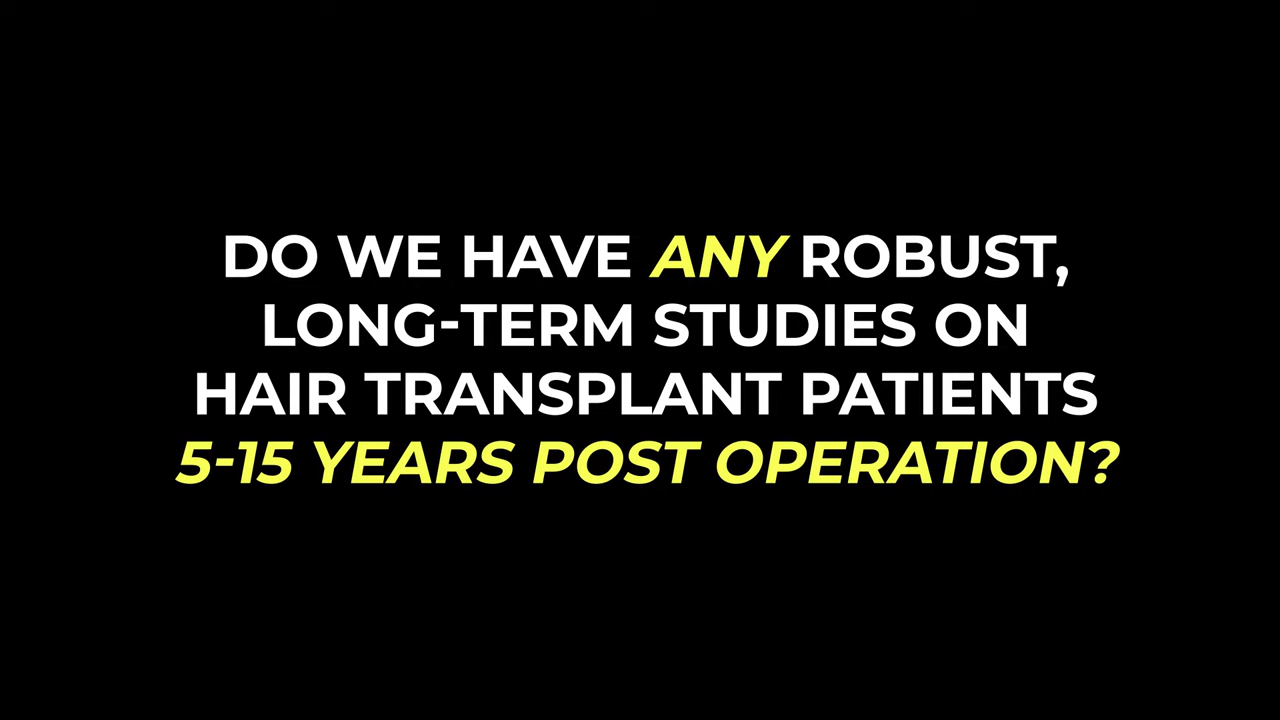 DO WE HAVE ANY ROBUST,
LONG-TERM STUDIES ON
HAIR TRANSPLANT PATIENTS
5-15 YEARS POST OPERATION?